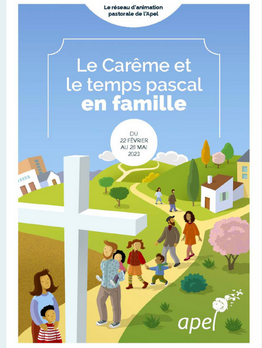 Le réseau d'animation
pastorale de l'Apel
Le Carême et
le temps pascal
en famille
DU
22 FÉVRIER
AU 28 MAI
2023
apel